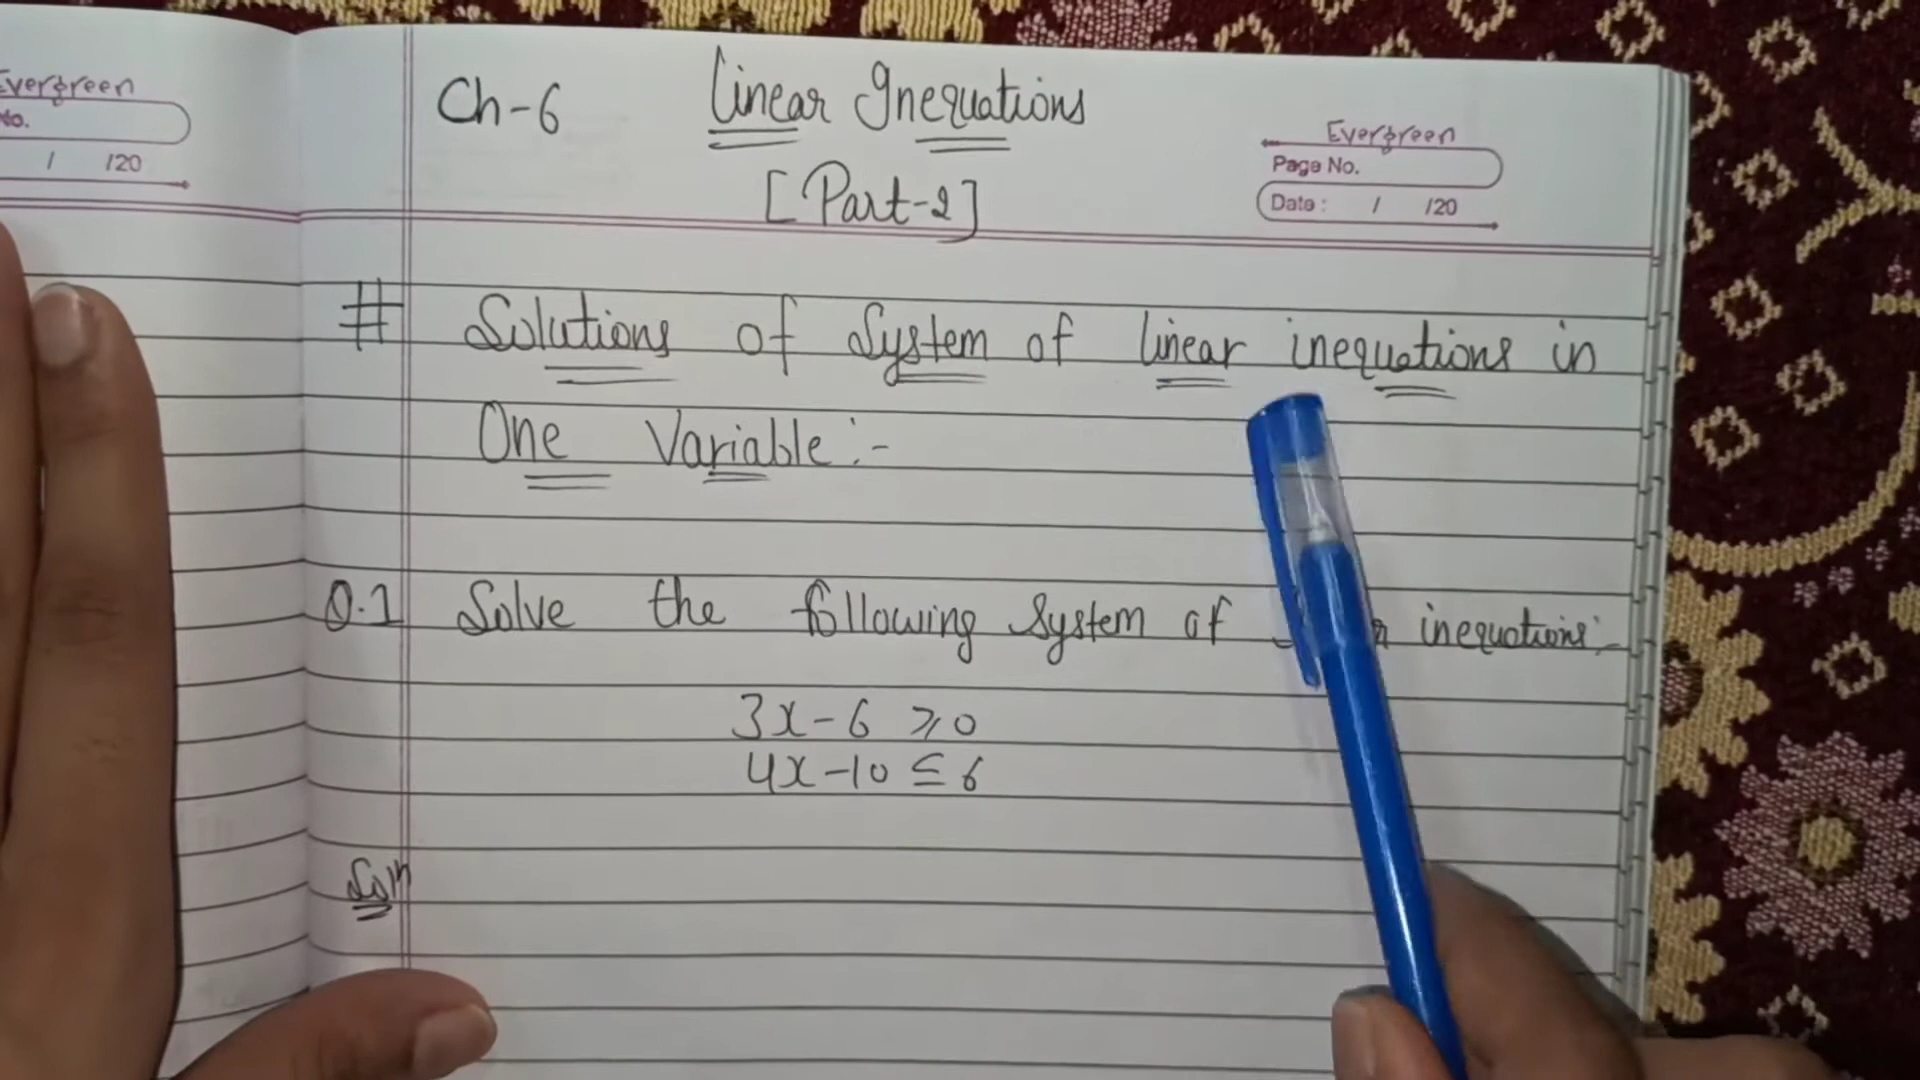 Evergreen
No.
/ /20
Ch-6 Linear Inequations
[Part-2]
Evergreen
Page No.
Date : / /20
# Solutions of System of linear inequations in
One Variable:-
Q.1 Solve the following System of inequations:-
3x-6 ⩾0
4x-10 ≤ 6
Soln